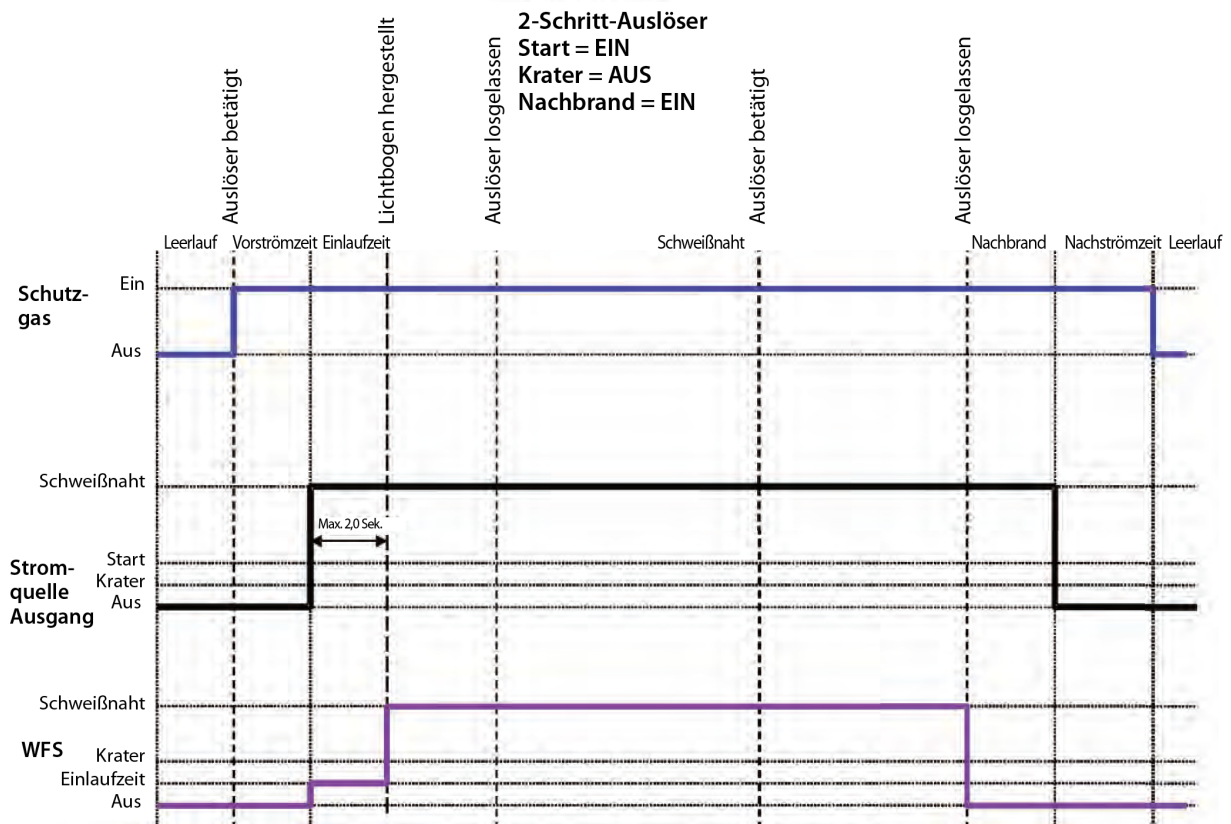 2-Schritt-Auslöser
Start = EIN
Krater = AUS
Nachbrand = EIN
Auslöser betätigt
Lichtbogen hergestellt
Auslöser losgelassen
Auslöser betätigt
Auslöser losgelassen
Leerlauf Vorströmzeit Einlaufzeit Schweißnaht Nachbrand Nachströmzeit Leerlauf
Schutz-
gas
Ein
Aus
Schweißnaht
Max. 2,0 Sek.
Strom-
quelle
Ausgang
Start
Krater
Aus
Schweißnaht
WFS
Krater
Einlaufzeit
Aus